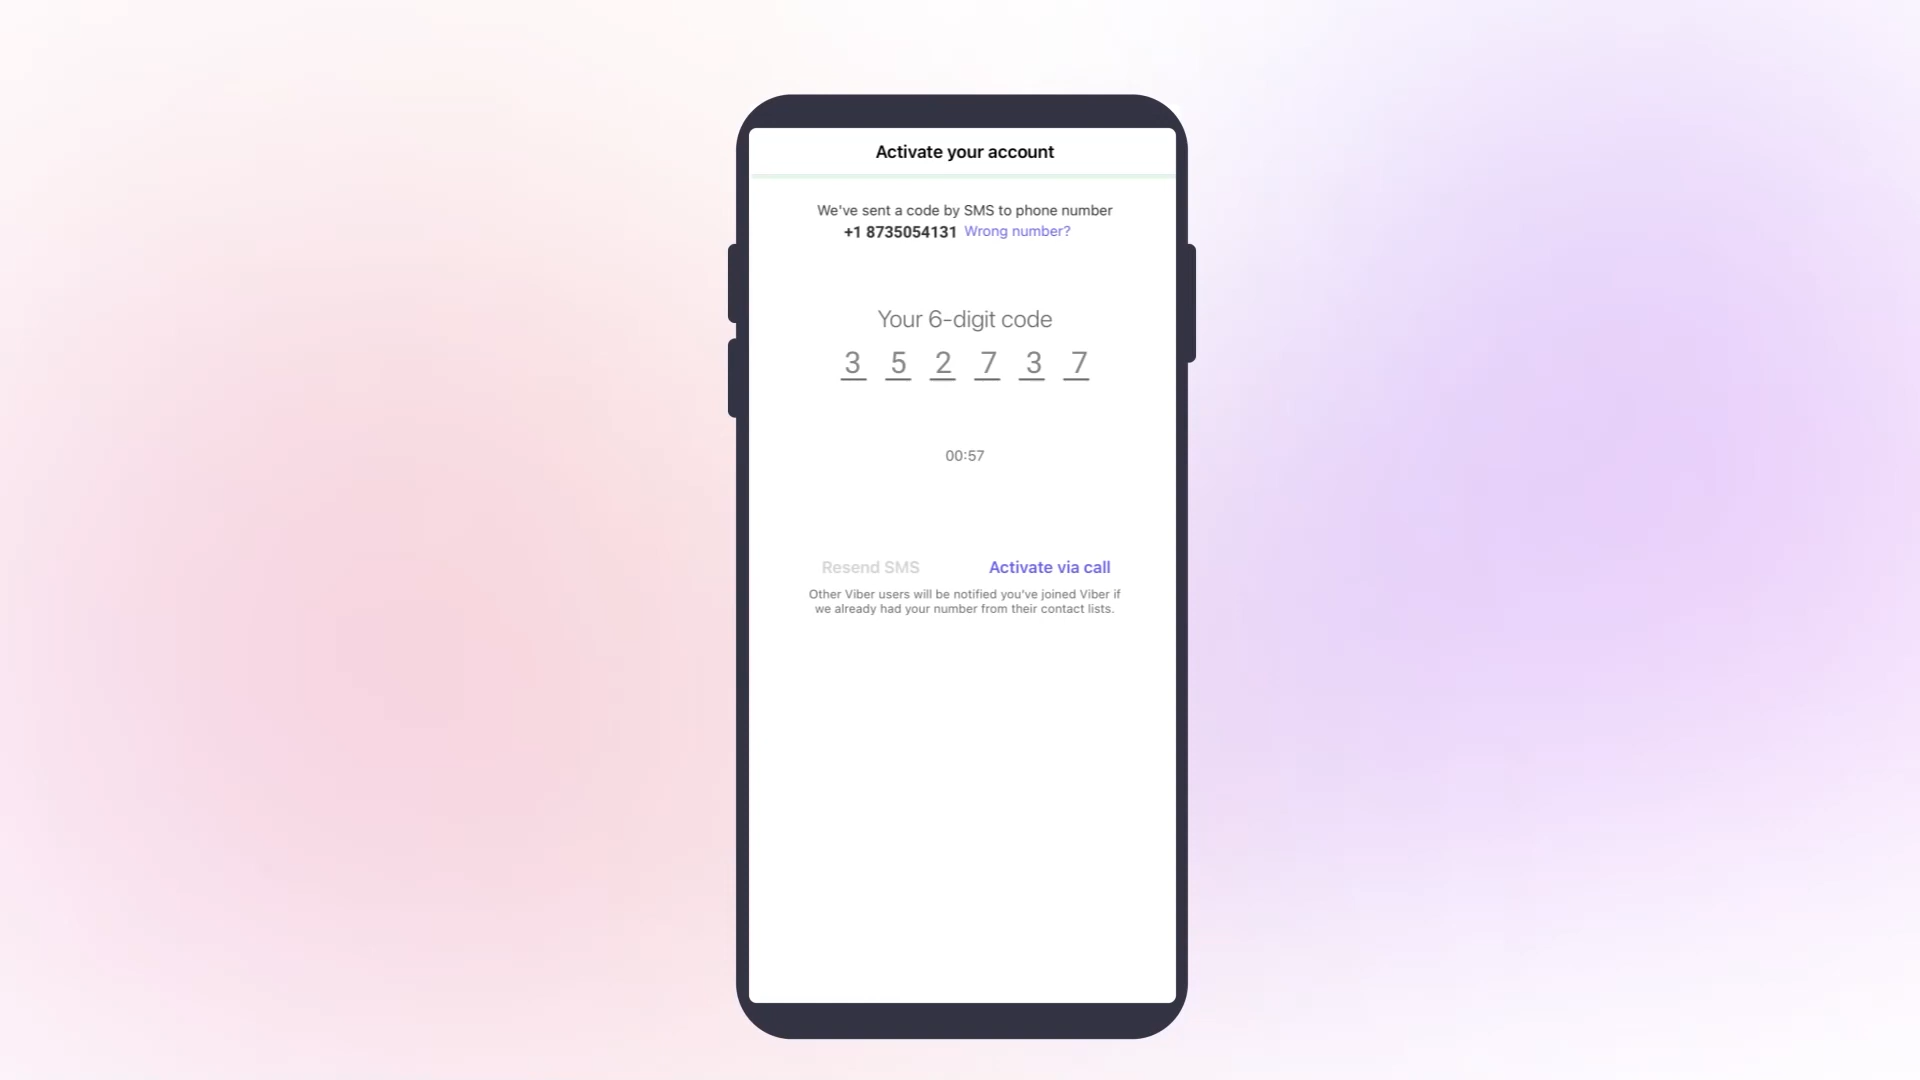 Activate your account
We've sent a code by SMS to phone number
+1 8735054131 Wrong number?
Your 6-digit code
3 5 2 7 3 7
00:57
Resend SMS Activate via call
Other Viber users will be notified you've joined Viber if
we already had your number from their contact lists.